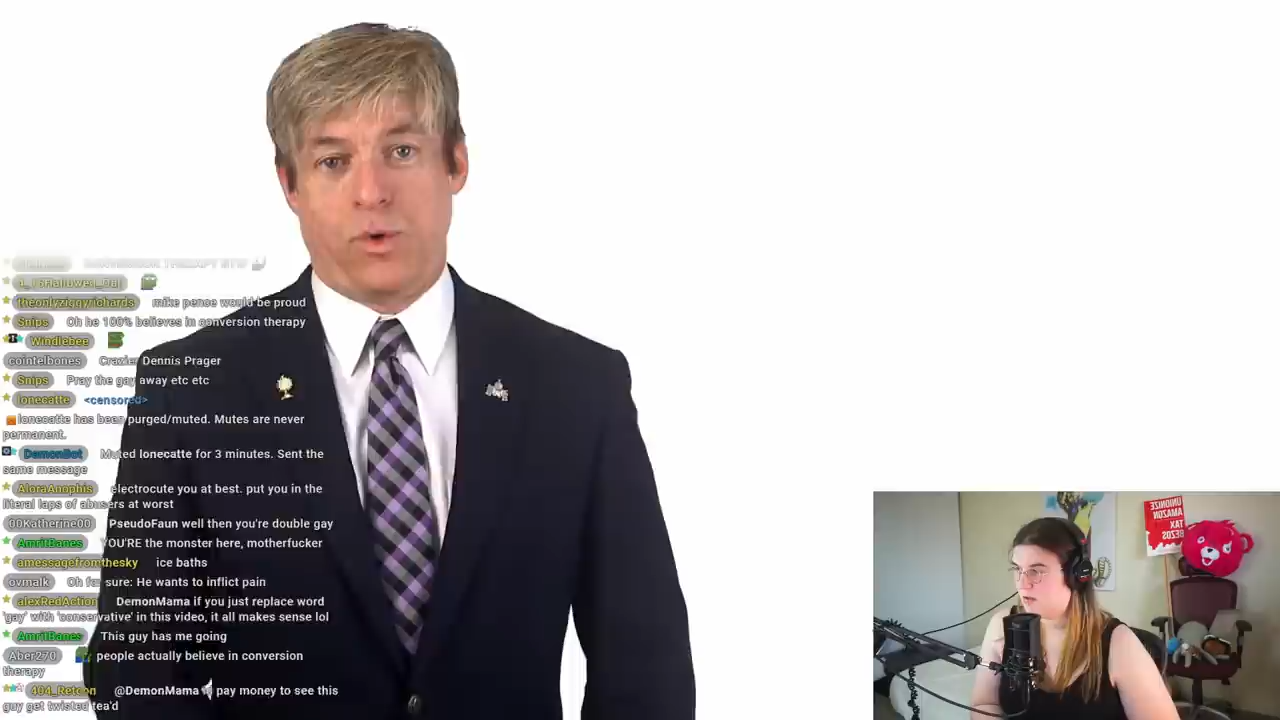 theonlyziggyrichards mike pence would be proud
Snips Oh he 100% believes in conversion therapy
Windlebee
cointelbones Crazier Dennis Prager
Snips Pray the gay away etc etc
lonecatte <censored>
lonecatte has been purged/muted. Mutes are never
permanent.
DemonBot Muted lonecatte for 3 minutes. Sent the
same message
AloraAnophis electrocute you at best. put you in the
literal laps of abusers at worst
00Katherine00 PseudoFaun well then you're double gay
AmritBanes YOU'RE the monster here, motherfucker
amessagefromthesky ice baths
ovmalk Oh for sure: He wants to inflict pain
alexRedAction DemonMama if you just replace word
'gay' with 'conservative' in this video, it all makes sense lol
AmritBanes This guy has me going
Aber270 people actually believe in conversion
therapy
404_Retcon @DemonMama pay money to see this
guy get twisted tea'd
UNIONIZE
AMAZON
TAX
BEZOS